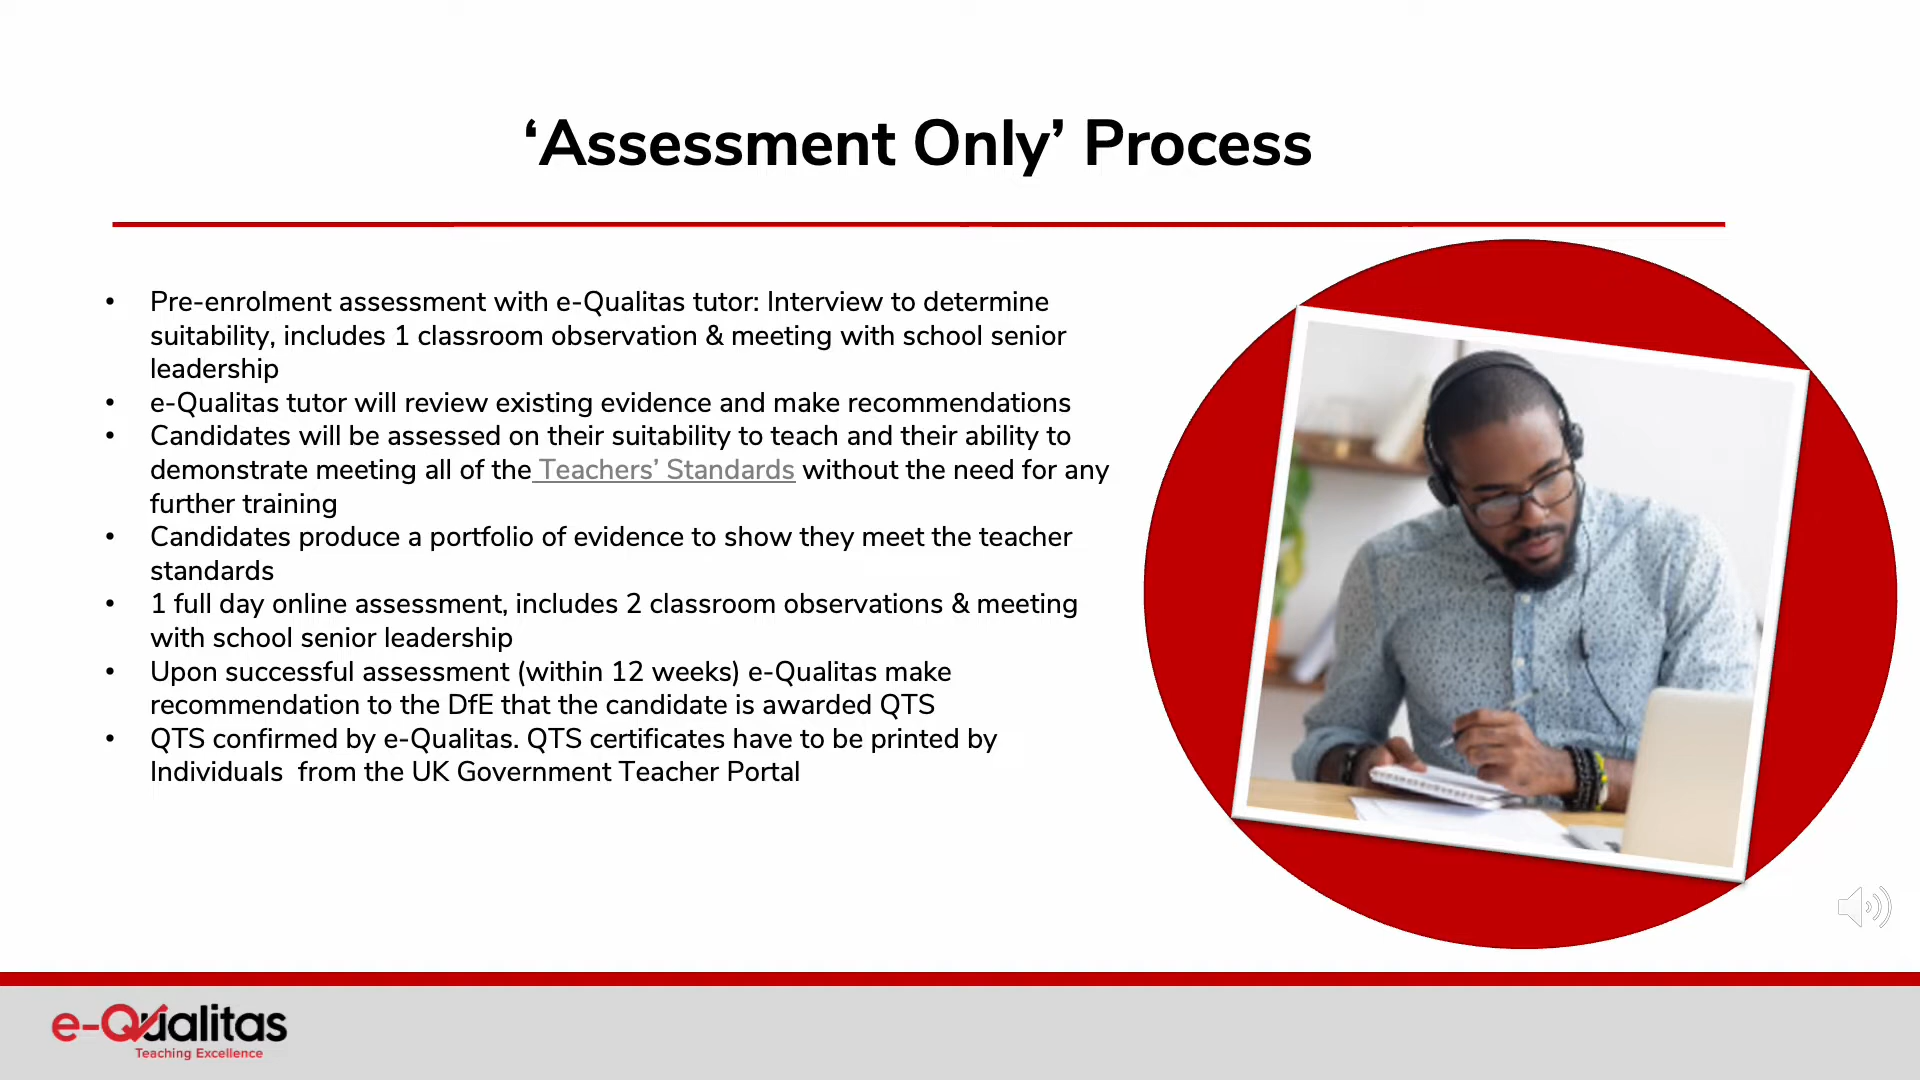 ‘Assessment Only’ Process
• Pre-enrolment assessment with e-Qualitas tutor: Interview to determine
suitability, includes 1 classroom observation & meeting with school senior
leadership
• e-Qualitas tutor will review existing evidence and make recommendations
• Candidates will be assessed on their suitability to teach and their ability to
demonstrate meeting all of the Teachers’ Standards without the need for any
further training
• Candidates produce a portfolio of evidence to show they meet the teacher
standards
• 1 full day online assessment, includes 2 classroom observations & meeting
with school senior leadership
• Upon successful assessment (within 12 weeks) e-Qualitas make
recommendation to the DfE that the candidate is awarded QTS
• QTS confirmed by e-Qualitas. QTS certificates have to be printed by
Individuals  from the UK Government Teacher Portal
e-Qualitas
Teaching Excellence